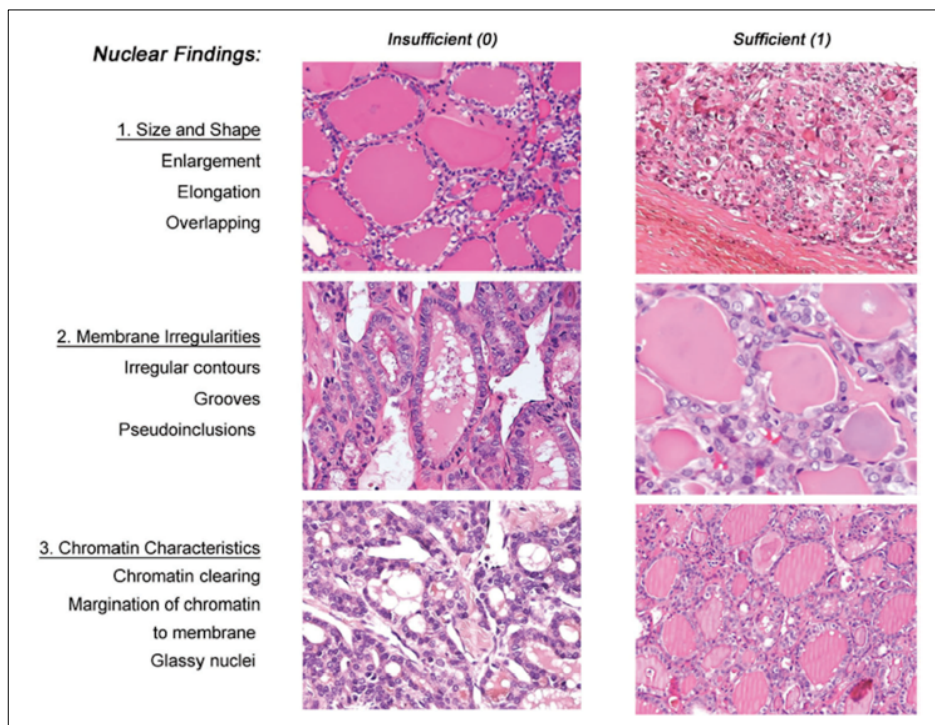 Nuclear Findings:
Insufficient (0)
Sufficient (1)
1. Size and Shape
Enlargement
Elongation
Overlapping
2. Membrane Irregularities
Irregular contours
Grooves
Pseudoinclusions
3. Chromatin Characteristics
Chromatin clearing
Margination of chromatin
to membrane
Glassy nuclei